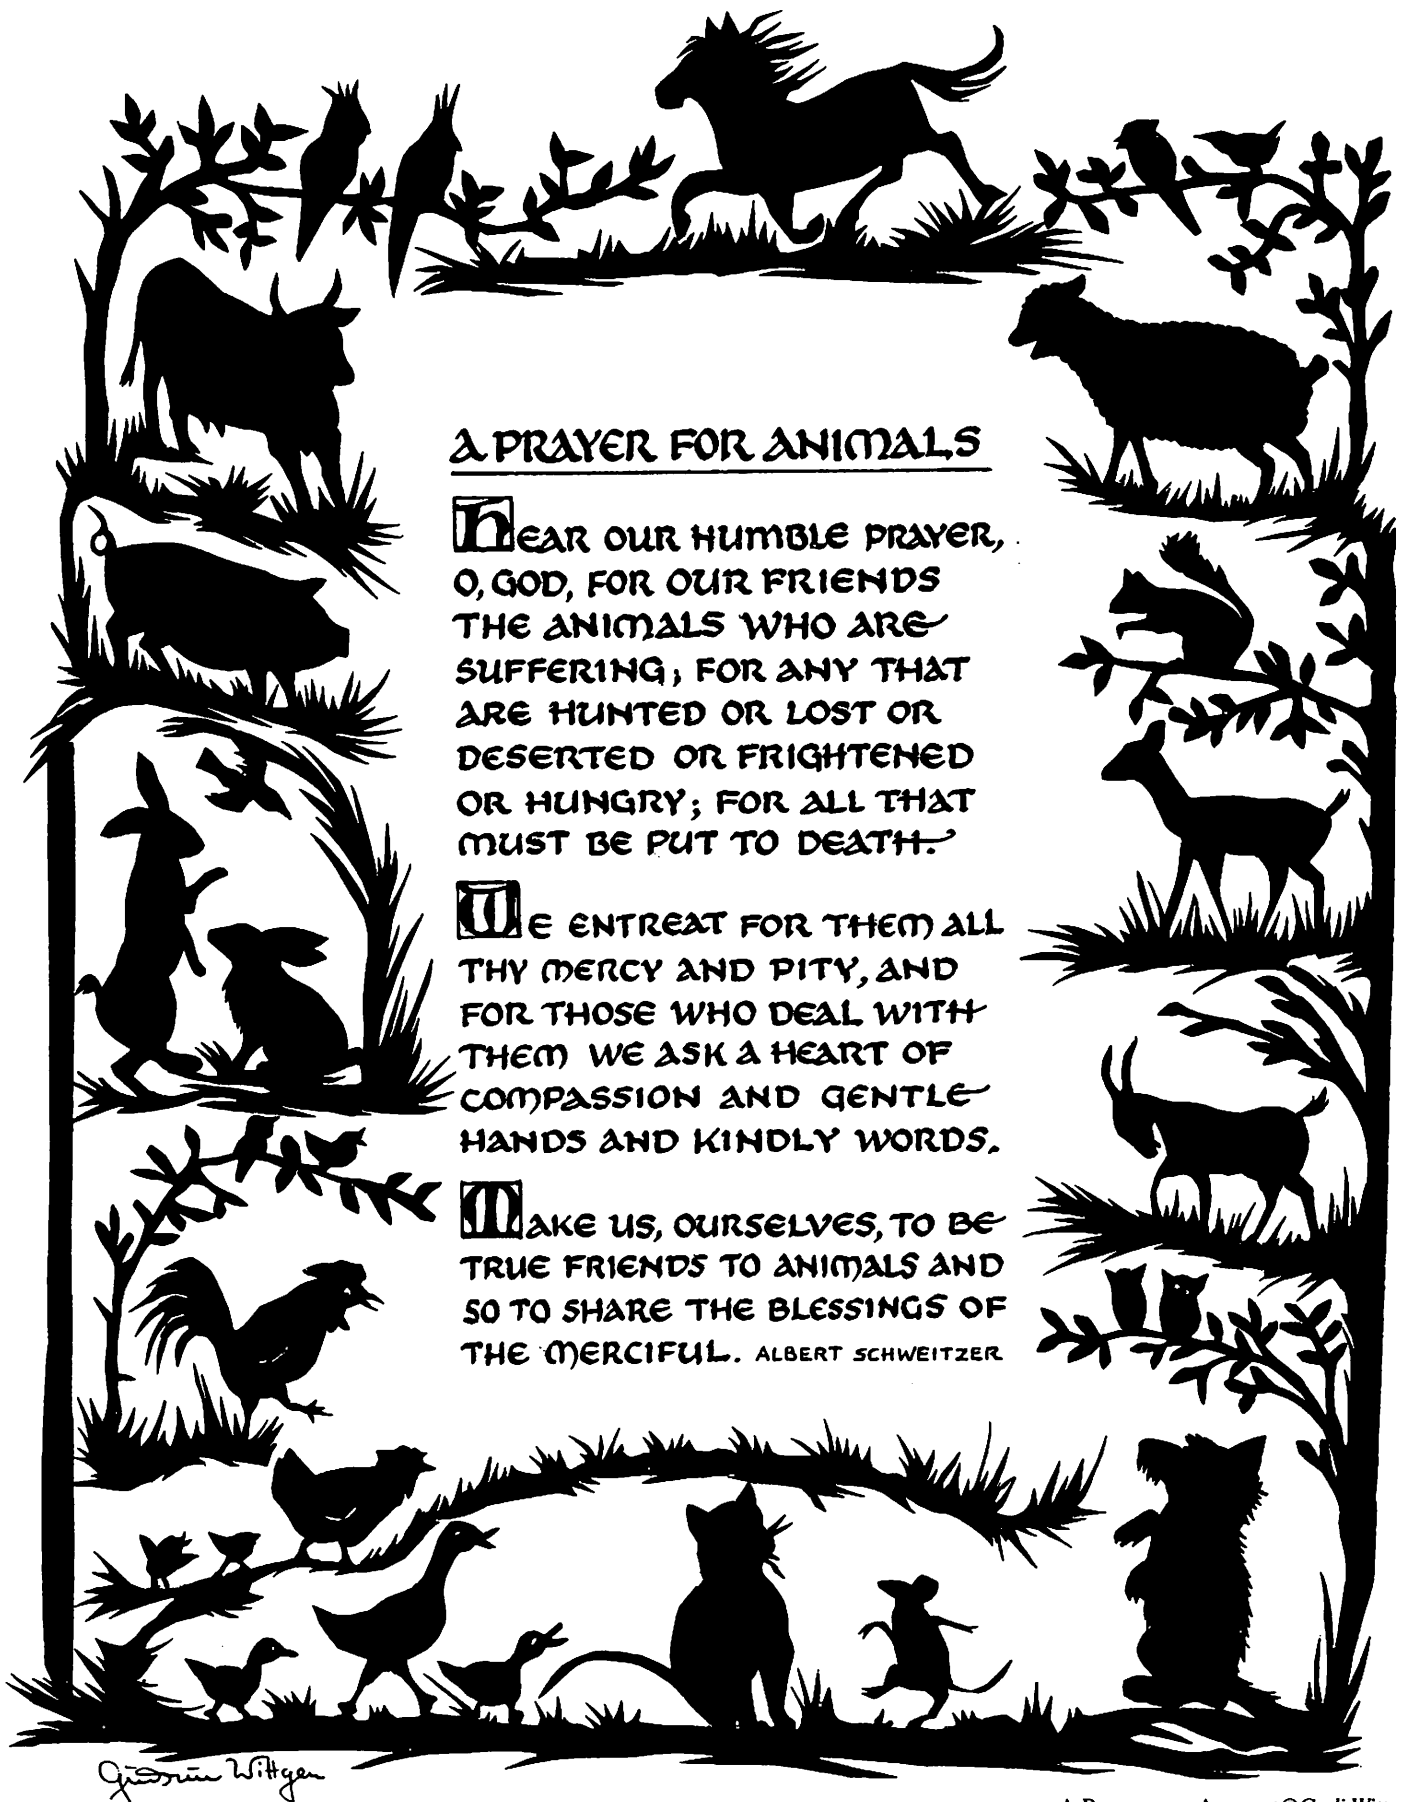 A PRAYER FOR ANIMALS
HEAR OUR HUMBLE PRAYER,
O, GOD, FOR OUR FRIENDS
THE ANIMALS WHO ARE
SUFFERING; FOR ANY THAT
ARE HUNTED OR LOST OR
DESERTED OR FRIGHTENED
OR HUNGRY; FOR ALL THAT
MUST BE PUT TO DEATH.
WE ENTREAT FOR THEM ALL
THY MERCY AND PITY, AND
FOR THOSE WHO DEAL WITH
THEM WE ASK A HEART OF
COMPASSION AND GENTLE
HANDS AND KINDLY WORDS.
MAKE US, OURSELVES, TO BE
TRUE FRIENDS TO ANIMALS AND
SO TO SHARE THE BLESSINGS OF
THE MERCIFUL. ALBERT SCHWEITZER
Gudrun Wittgen